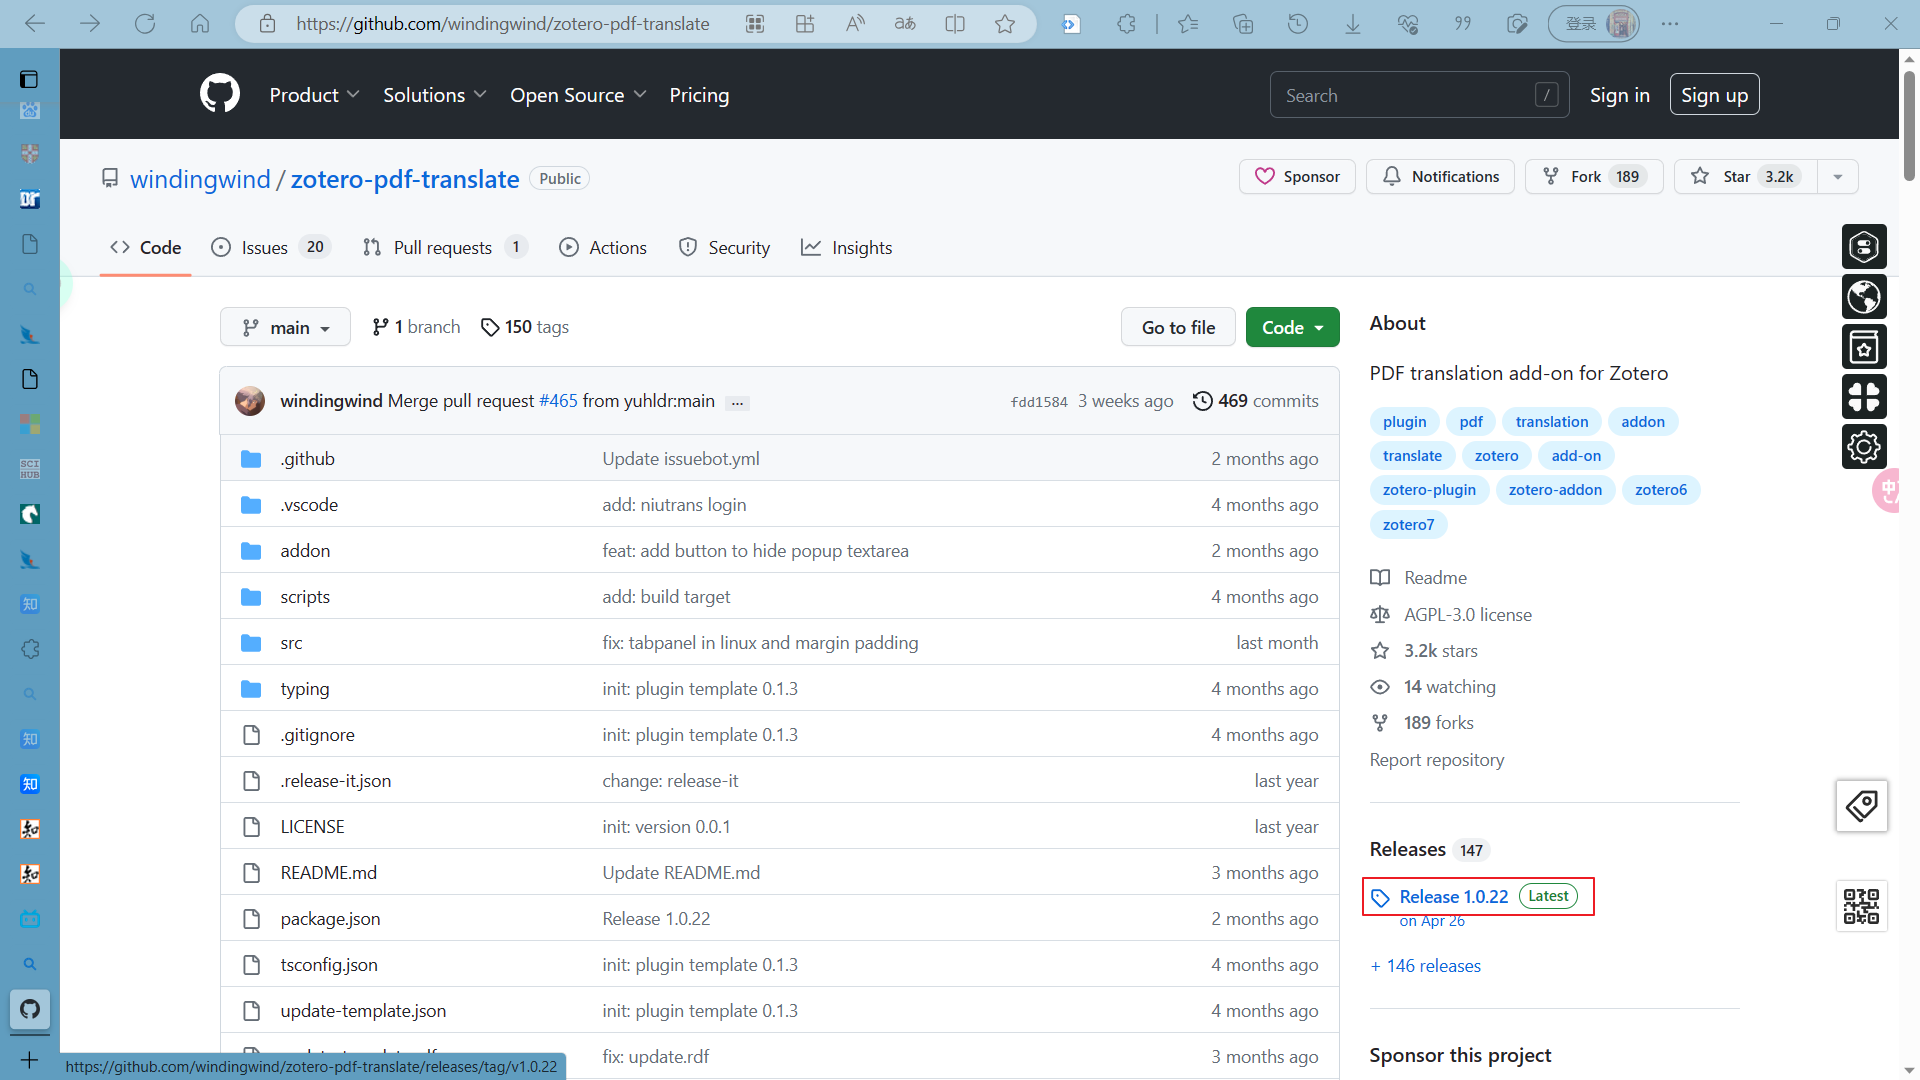 https://github.com/windingwind/zotero-pdf-translate
登录
Product Solutions Open Source Pricing
Search /
Sign in
Sign up
windingwind / zotero-pdf-translate Public
Sponsor
Notifications
Fork 189
Star 3.2k
Code
Issues 20
Pull requests 1
Actions
Security
Insights
main
1 branch
150 tags
Go to file
Code
windingwind Merge pull request #465 from yuhldr:main ...
fdd1584 3 weeks ago 469 commits
.github Update issuebot.yml 2 months ago
.vscode add: niutrans login 4 months ago
addon feat: add button to hide popup textarea 2 months ago
scripts add: build target 4 months ago
src fix: tabpanel in linux and margin padding last month
typing init: plugin template 0.1.3 4 months ago
.gitignore init: plugin template 0.1.3 4 months ago
.release-it.json change: release-it last year
LICENSE init: version 0.0.1 last year
README.md Update README.md 3 months ago
package.json Release 1.0.22 2 months ago
tsconfig.json init: plugin template 0.1.3 4 months ago
update-template.json init: plugin template 0.1.3 4 months ago
fix: update.rdf 3 months ago
About
PDF translation add-on for Zotero
plugin pdf translation addon
translate zotero add-on
zotero-plugin zotero-addon zotero6
zotero7
Readme
AGPL-3.0 license
3.2k stars
14 watching
189 forks
Report repository
Releases 147
Release 1.0.22 Latest
on Apr 26
+ 146 releases
Sponsor this project
SCI
HUB
知
知
知
知
知
https://github.com/windingwind/zotero-pdf-translate/releases/tag/v1.0.22